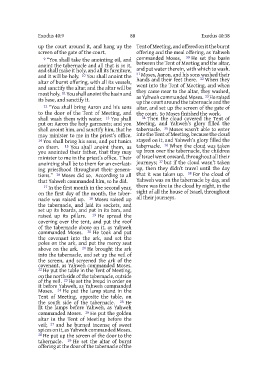 Exodus 40:9 88 Exodus 40:38
up the court around it, and hang up the
screen of the gate of the court.
9 "You shall take the anointing oil, and
anoint the tabernacle and all that is in it,
and shall make it holy, and all its furniture,
and it will be holy. 10 You shall anoint the
altar of burnt offering, with all its vessels,
and sanctify the altar, and the altar will be
most holy. 11 You shall anoint the basin and
its base, and sanctify it.
12 "You shall bring Aaron and his sons
to the door of the Tent of Meeting, and
shall wash them with water. 13 You shall
put on Aaron the holy garments; and you
shall anoint him, and sanctify him, that he
may minister to me in the priest's office.
14 You shall bring his sons, and put tunics
on them. 15 You shall anoint them, as
you anointed their father, that they may
minister to me in the priest's office. Their
anointing shall be to them for an everlast-
ing priesthood throughout their genera-
tions." 16 Moses did so. According to all
that Yahweh commanded him, so he did.
17 In the first month in the second year,
on the first day of the month, the taber-
nacle was raised up. 18 Moses raised up
the tabernacle, and laid its sockets, and
set up its boards, and put in its bars, and
raised up its pillars. 19 He spread the
covering over the tent, and put the roof
of the tabernacle above on it, as Yahweh
commanded Moses. 20 He took and put
the covenant into the ark, and set the
poles on the ark, and put the mercy seat
above on the ark. 21 He brought the ark
into the tabernacle, and set up the veil of
the screen, and screened the ark of the
covenant, as Yahweh commanded Moses.
22 He put the table in the Tent of Meeting,
on the north side of the tabernacle, outside
of the veil. 23 He set the bread in order on
it before Yahweh, as Yahweh commanded
Moses. 24 He put the lamp stand in the
Tent of Meeting, opposite the table, on
the south side of the tabernacle. 25 He
lit the lamps before Yahweh, as Yahweh
commanded Moses. 26 He put the golden
altar in the Tent of Meeting before the
veil; 27 and he burned incense of sweet
spices on it, as Yahweh commanded Moses.
28 He put up the screen of the door to the
tabernacle. 29 He set the altar of burnt
offering at the door of the tabernacle of the
Tent of Meeting, and offered on it the burnt
offering and the meal offering, as Yahweh
commanded Moses. 30 He set the basin
between the Tent of Meeting and the altar,
and put water therein, with which to wash.
31 Moses, Aaron, and his sons washed their
hands and their feet there. 32 When they
went into the Tent of Meeting, and when
they came near to the altar, they washed,
as Yahweh commanded Moses. 33 He raised
up the court around the tabernacle and the
altar, and set up the screen of the gate of
the court. So Moses finished the work.
34 Then the cloud covered the Tent of
Meeting, and Yahweh's glory filled the
tabernacle. 35 Moses wasn't able to enter
into the Tent of Meeting, because the cloud
stayed on it, and Yahweh's glory filled the
tabernacle. 36 When the cloud was taken
up from over the tabernacle, the children
of Israel went onward, throughout all their
journeys; 37 but if the cloud wasn't taken
up, then they didn't travel until the day
that it was taken up. 38 For the cloud of
Yahweh was on the tabernacle by day, and
there was fire in the cloud by night, in the
sight of all the house of Israel, throughout
all their journeys.